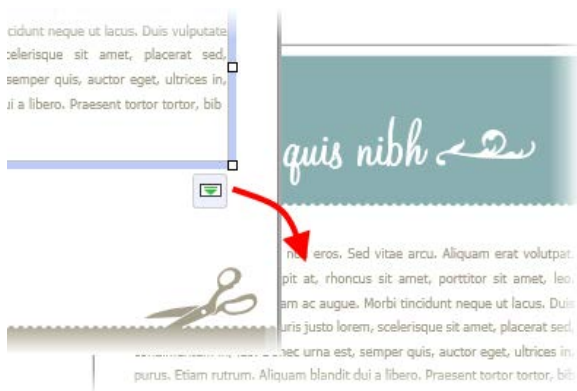 cidunt neque ut lacus. Duis vulputate
celerisque sit amet, placerat sed,
semper quis, auctor eget, ultrices in,
ui a libero. Praesent tortor tortor, bib
quis nibh
eros. Sed vitae arcu. Aliquam erat volutpat.
pit at, rhoncus sit amet, porttitor sit amet, leo.
am ac augue. Morbi tincidunt neque ut lacus. Duis
uris justo lorem, scelerisque sit amet, placerat sed,
nec urna est, semper quis, auctor eget, ultrices in,
purus. Etiam rutrum. Aliquam blandit dui a libero. Praesent tortor tortor, bib